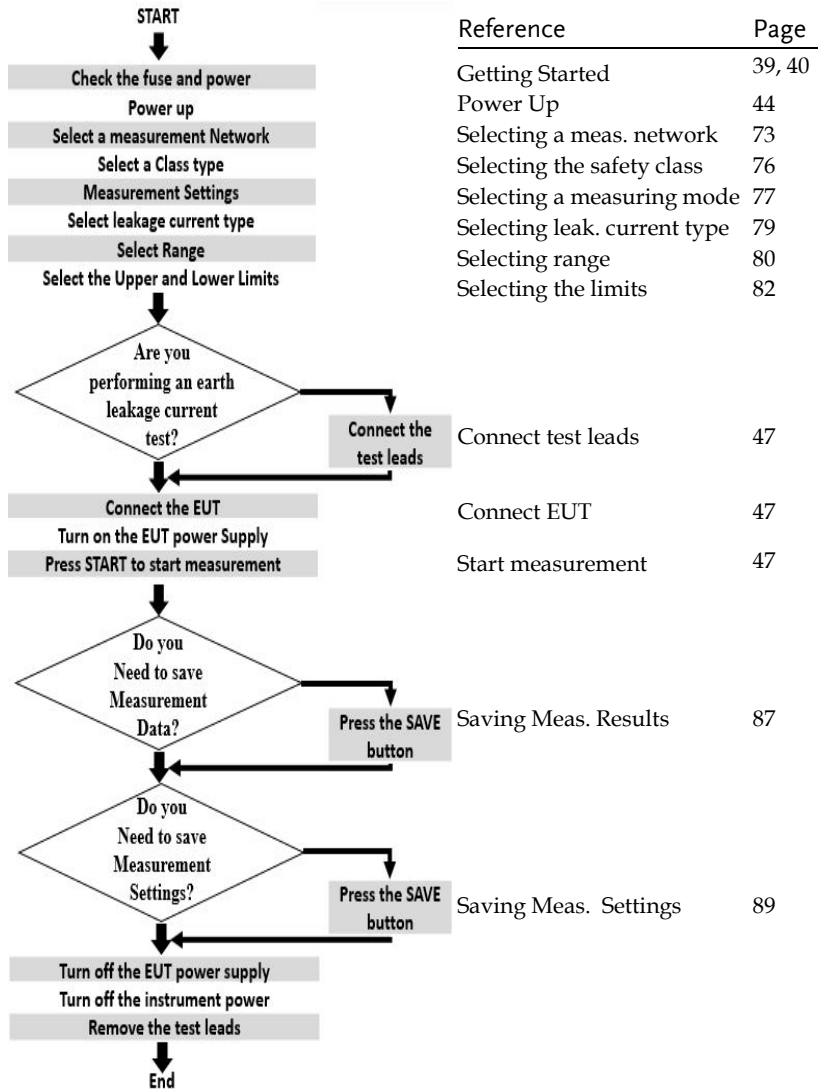 START
Reference Page
Check the fuse and power
Getting Started 39, 40
Power up
Power Up 44
Select a measurement Network
Selecting a meas. network 73
Select a Class type
Selecting the safety class 76
Measurement Settings
Selecting a measuring mode 77
Select leakage current type
Selecting leak. current type 79
Select Range
Selecting range 80
Select the Upper and Lower Limits
Selecting the limits 82
Are you
performing an earth
leakage current
test?
Connect the
test leads
Connect test leads 47
Connect the EUT
Connect EUT 47
Turn on the EUT power Supply
Press START to start measurement
Start measurement 47
Do you
Need to save
Measurement
Data?
Press the SAVE
button
Saving Meas. Results 87
Do you
Need to save
Measurement
Settings?
Press the SAVE
button
Saving Meas. Settings 89
Turn off the EUT power supply
Turn off the instrument power
Remove the test leads
End